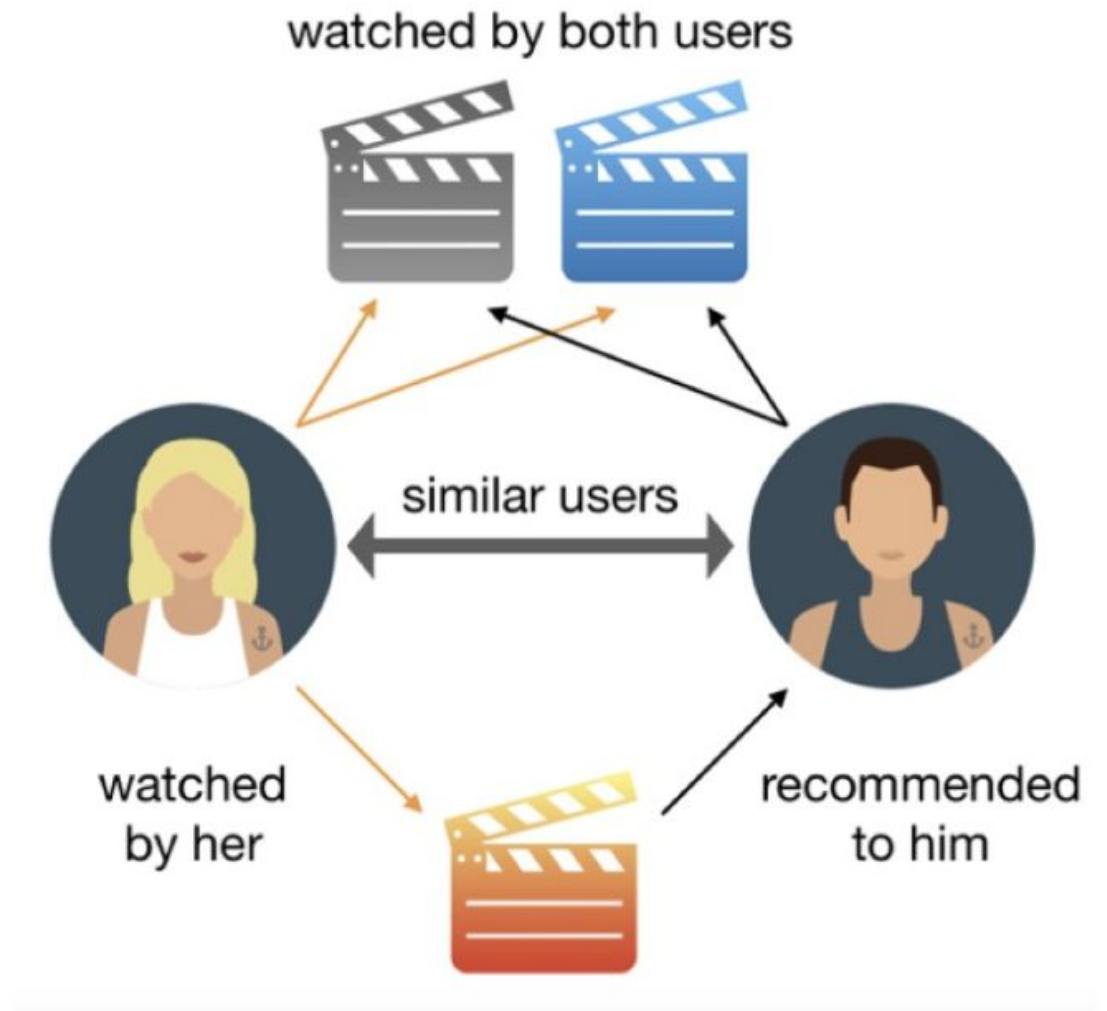 watched by both users
similar users
watched
by her
recommended
to him